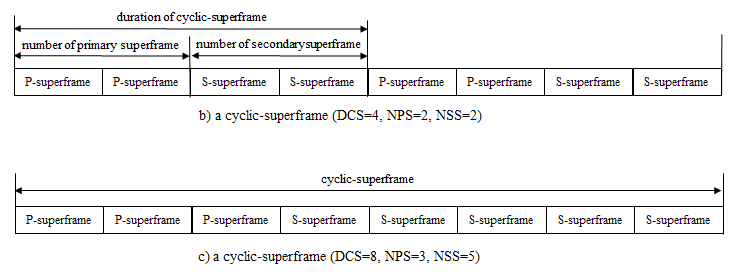 duration of cyclic-superframe
number of primary superframe number of secondarysuperframe
P-superframe P-superframe S-superframe S-superframe P-superframe P-superframe S-superframe S-superframe
b) a cyclic-superframe (DCS=4, NPS=2, NSS=2)
cyclic-superframe
P-superframe P-superframe P-superframe S-superframe S-superframe S-superframe S-superframe S-superframe
c) a cyclic-superframe (DCS=8, NPS=3, NSS=5)